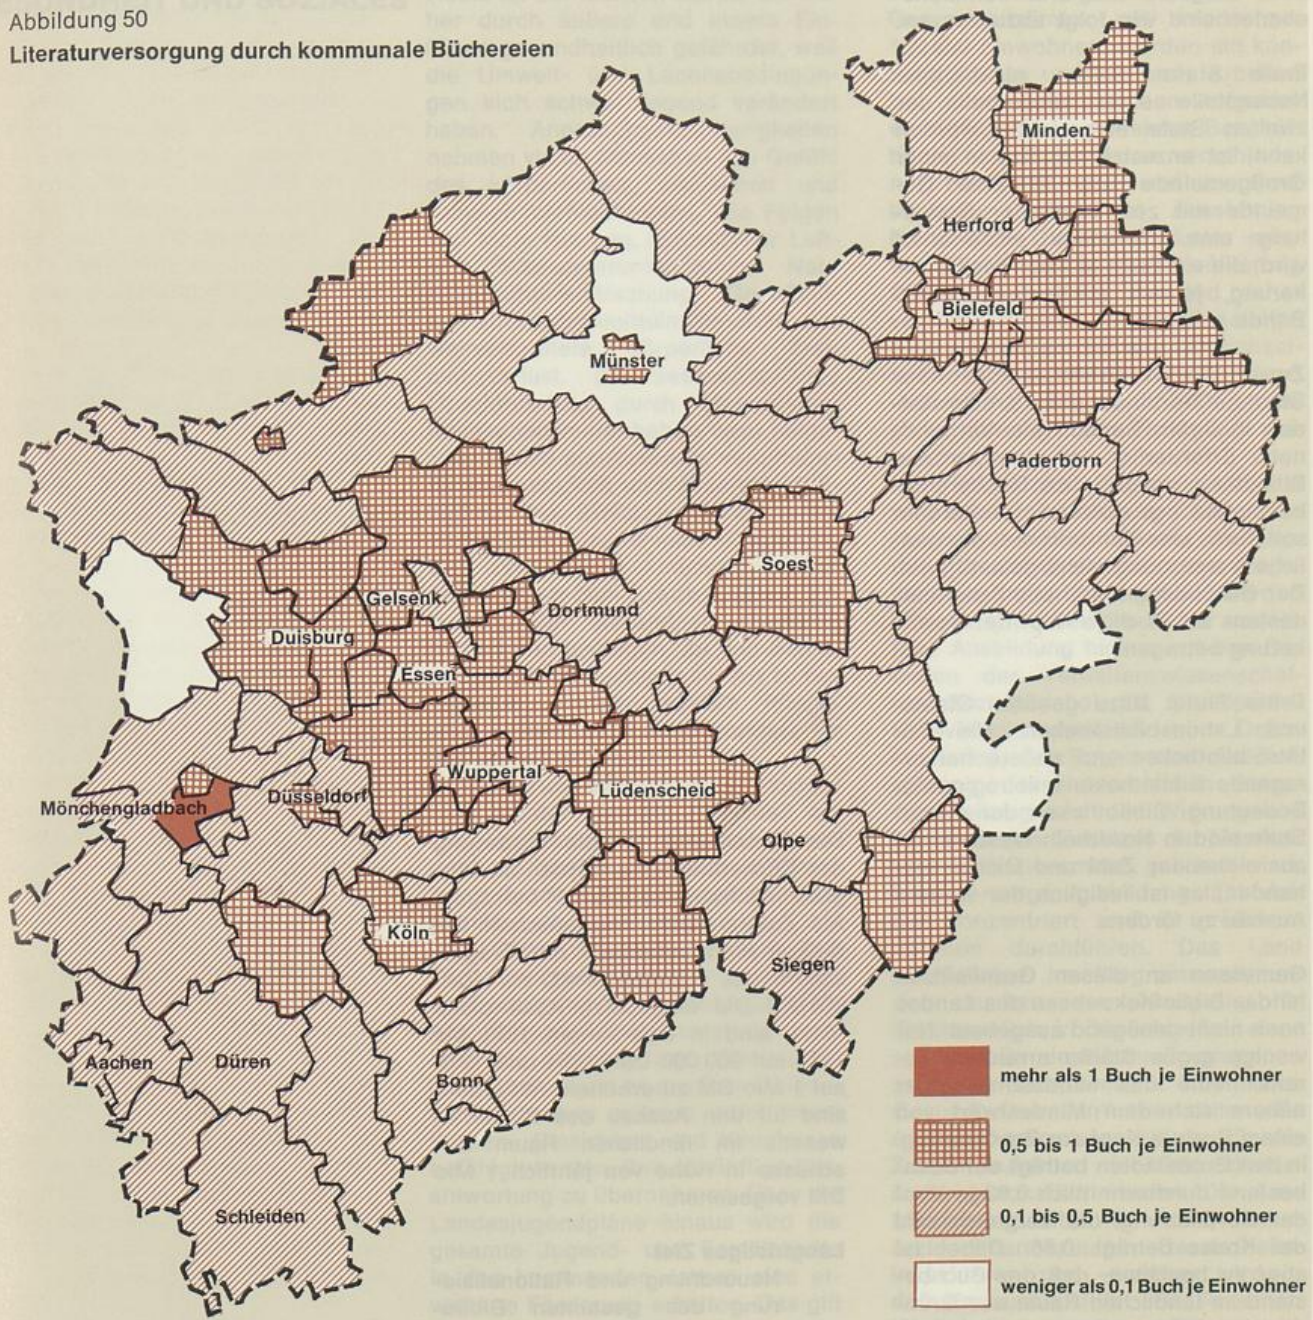 Abbildung 50
Literaturversorgung durch kommunale Büchereien
Minden
Herford
Bielefeld
Münster
Paderborn
Soest
Gelsenk.
Dortmund
Duisburg
Essen
Wuppertal
Lüdenscheid
Mönchengladbach
Düsseldorf
Olpe
Köln
Siegen
Aachen
Düren
Bonn
Schleiden
mehr als 1 Buch je Einwohner
0,5 bis 1 Buch je Einwohner
0,1 bis 0,5 Buch je Einwohner
weniger als 0,1 Buch je Einwohner